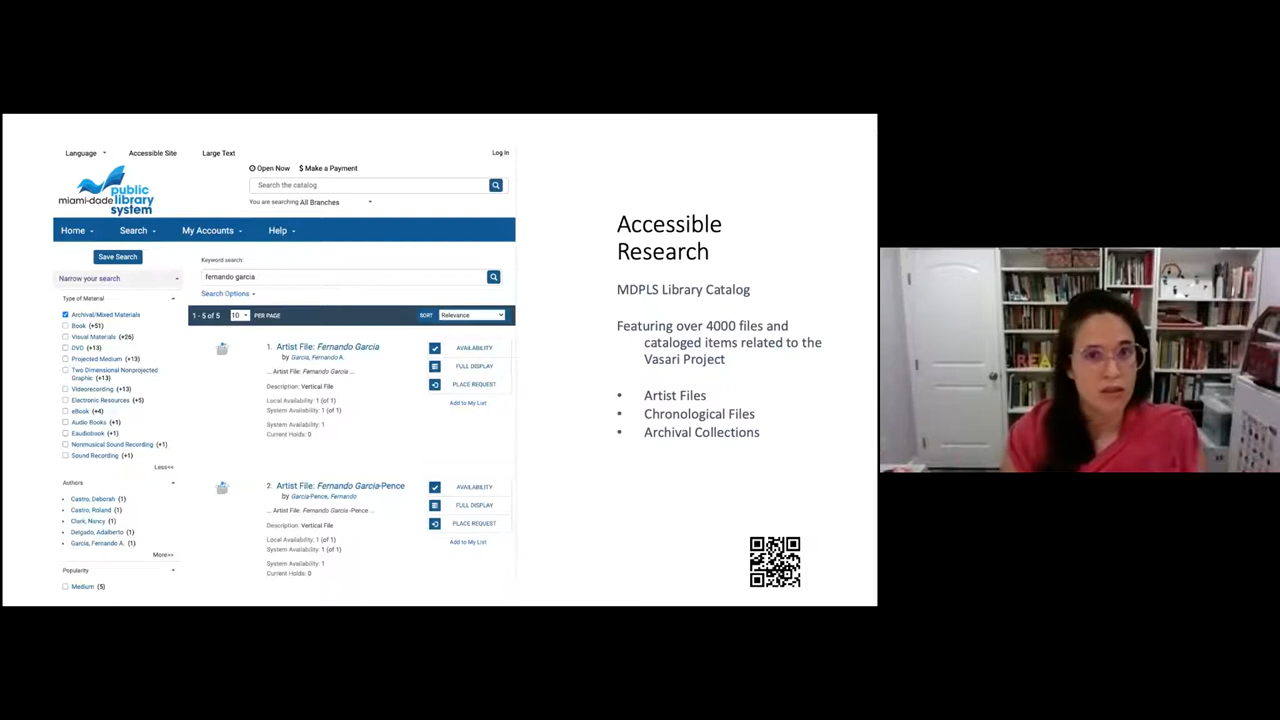 Language
Accessible Site
Large Text
Log In
miami-dade public library system
Open Now
$ Make a Payment
Search the catalog
You are searching All Branches
Home
Search
My Accounts
Help
Save Search
Narrow your search
Type of Material
Archival/Mixed Materials
Book (+51)
Visual Materials (+26)
DVD (+13)
Projected Medium (+13)
Two Dimensional Nonprojected
Graphic (+13)
Videorecording (+13)
Electronic Resources (+5)
eBook (+4)
Audio Books (+1)
Eaudiobook (+1)
Nonmusical Sound Recording (+1)
Sound Recording (+1)
Less<<
Authors
Castro, Deborah (1)
Castro, Roland (1)
Clark, Nancy (1)
Delgado, Adalberto (1)
Garcia, Fernando A. (1)
More>>
Popularity
Medium (5)
Keyword search:
fernando garcia
Search Options
1 - 5 of 5
10
PER PAGE
SORT
Relevance
1. Artist File: Fernando Garcia
by Garcia, Fernando A.
... Artist File: Fernando Garcia ...
Description: Vertical File
Local Availability: 1 (of 1)
System Availability: 1 (of 1)
System Availability: 1
Current Holds: 0
AVAILABILITY
FULL DISPLAY
PLACE REQUEST
Add to My List
2. Artist File: Fernando Garcia-Pence
by Garcia-Pence, Fernando
... Artist File: Fernando Garcia -Pence ...
Description: Vertical File
Local Availability: 1 (of 1)
System Availability: 1 (of 1)
System Availability: 1
Current Holds: 0
AVAILABILITY
FULL DISPLAY
PLACE REQUEST
Add to My List
Accessible
Research
MDPLS Library Catalog
Featuring over 4000 files and
cataloged items related to the
Vasari Project
• Artist Files
• Chronological Files
• Archival Collections
REA